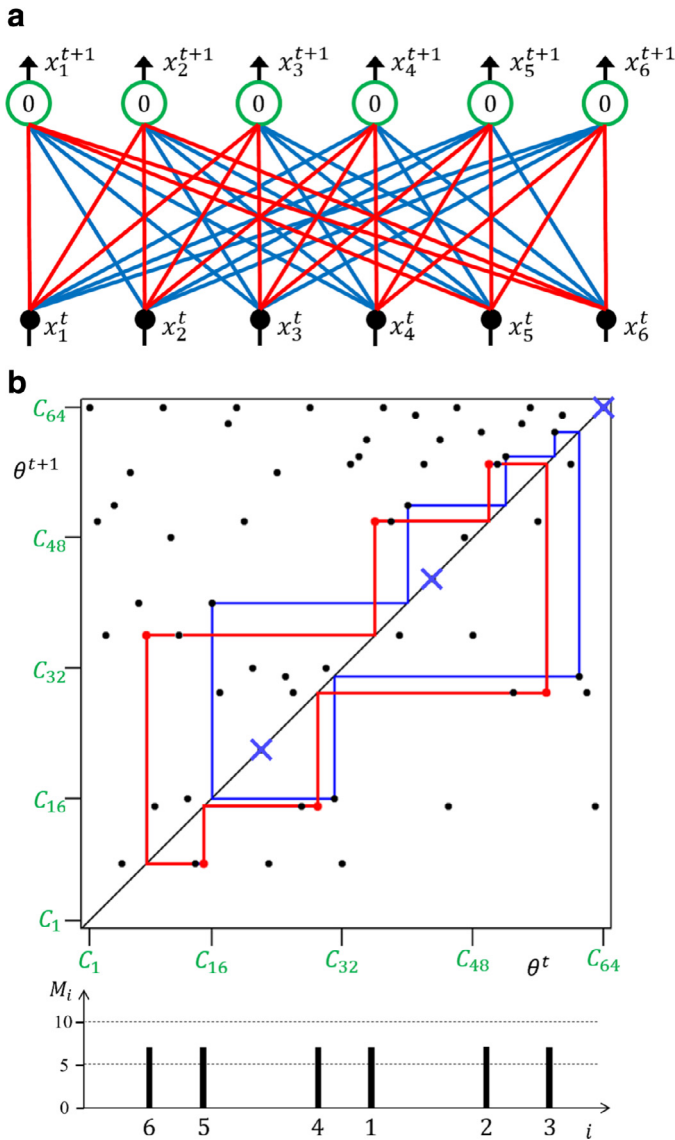 a
x_1^{t+1} x_2^{t+1} x_3^{t+1} x_4^{t+1} x_5^{t+1} x_6^{t+1}
0 0 0 0 0 0
x_1^t x_2^t x_3^t x_4^t x_5^t x_6^t
b
C_64
θ^{t+1}
C_48
C_32
C_16
C_1
C_1 C_16 C_32 C_48 θ^t C_64
M_i
10
5
0
6 5 4 1 2 3 i